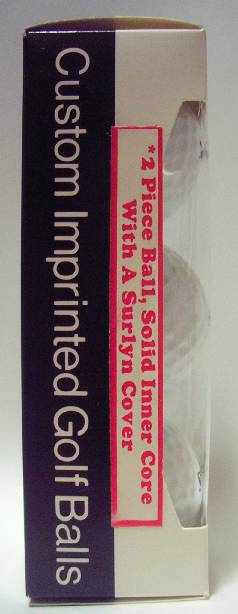 Custom Imprinted Golf Balls
*2 Piece Ball, Solid Inner Core
With A Surlyn Cover